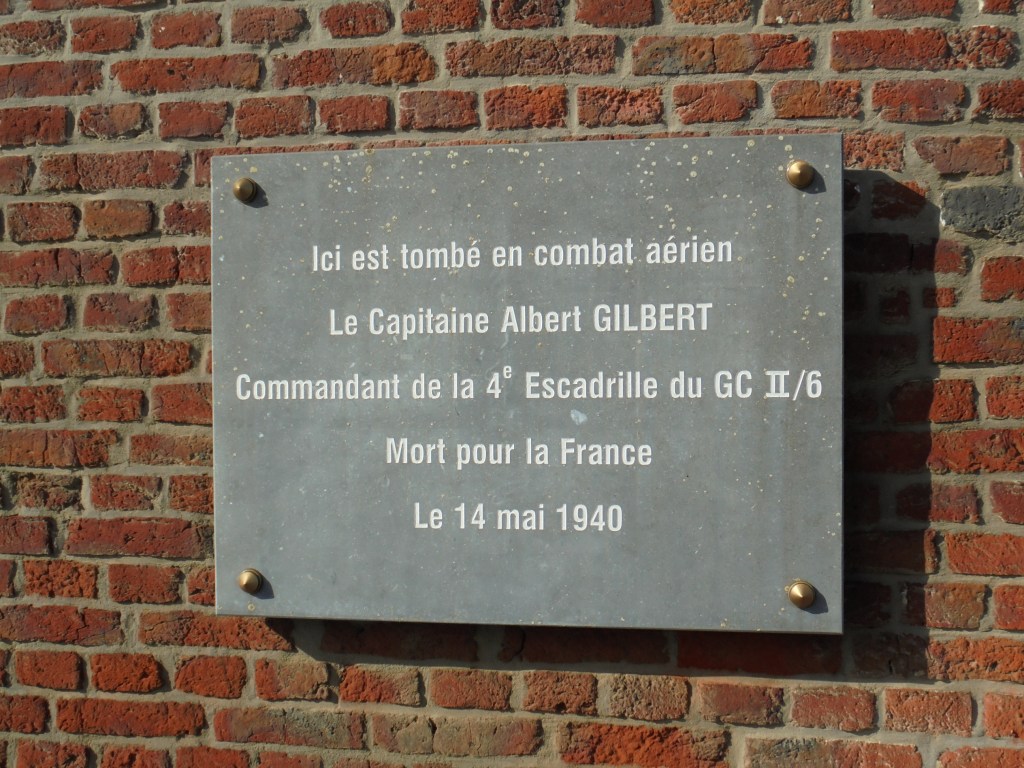 Ici est tombé en combat aérien
Le Capitaine Albert GILBERT
Commandant de la 4e Escadrille du GC II/6
Mort pour la France
Le 14 mai 1940